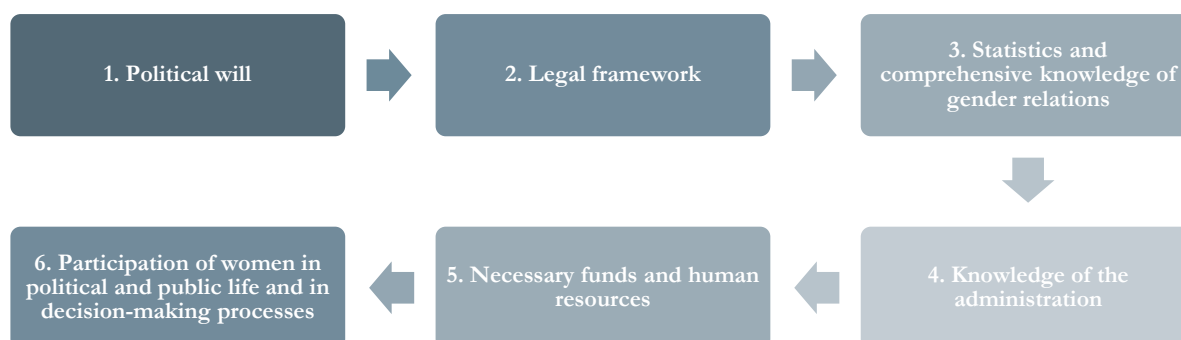 1. Political will
2. Legal framework
3. Statistics and
comprehensive knowledge of
gender relations
4. Knowledge of the
administration
5. Necessary funds and human
resources
6. Participation of women in
political and public life and in
decision-making processes